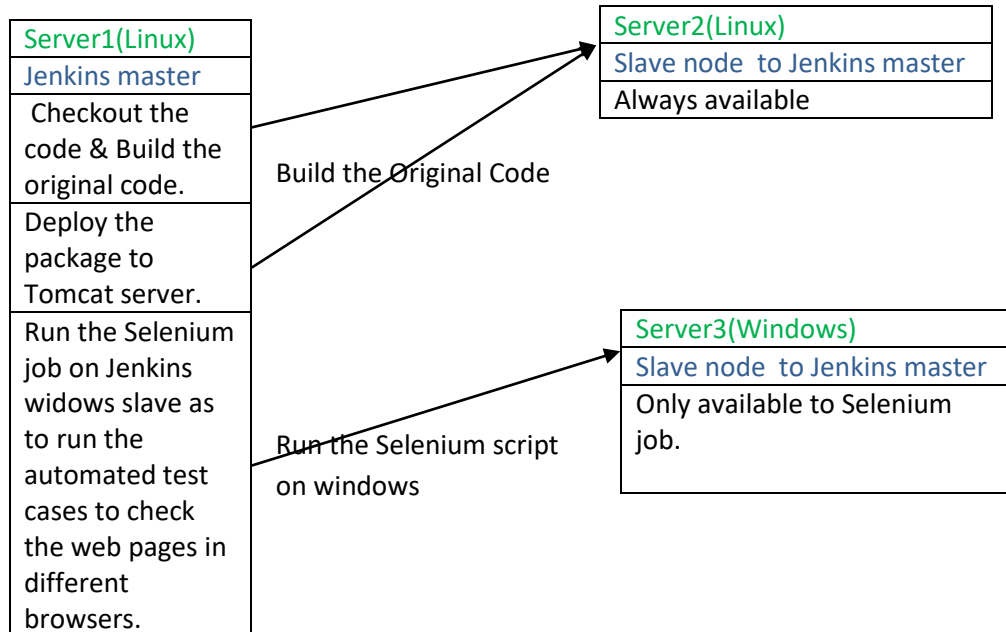 Server1(Linux)
Jenkins master
Checkout the
code & Build the
original code.
Deploy the
package to
Tomcat server.
Run the Selenium
job on Jenkins
widows slave as
to run the
automated test
cases to check
the web pages in
different
browsers.
Build the Original Code
Run the Selenium script
on windows
Server2(Linux)
Slave node  to Jenkins master
Always available
Server3(Windows)
Slave node  to Jenkins master
Only available to Selenium
job.